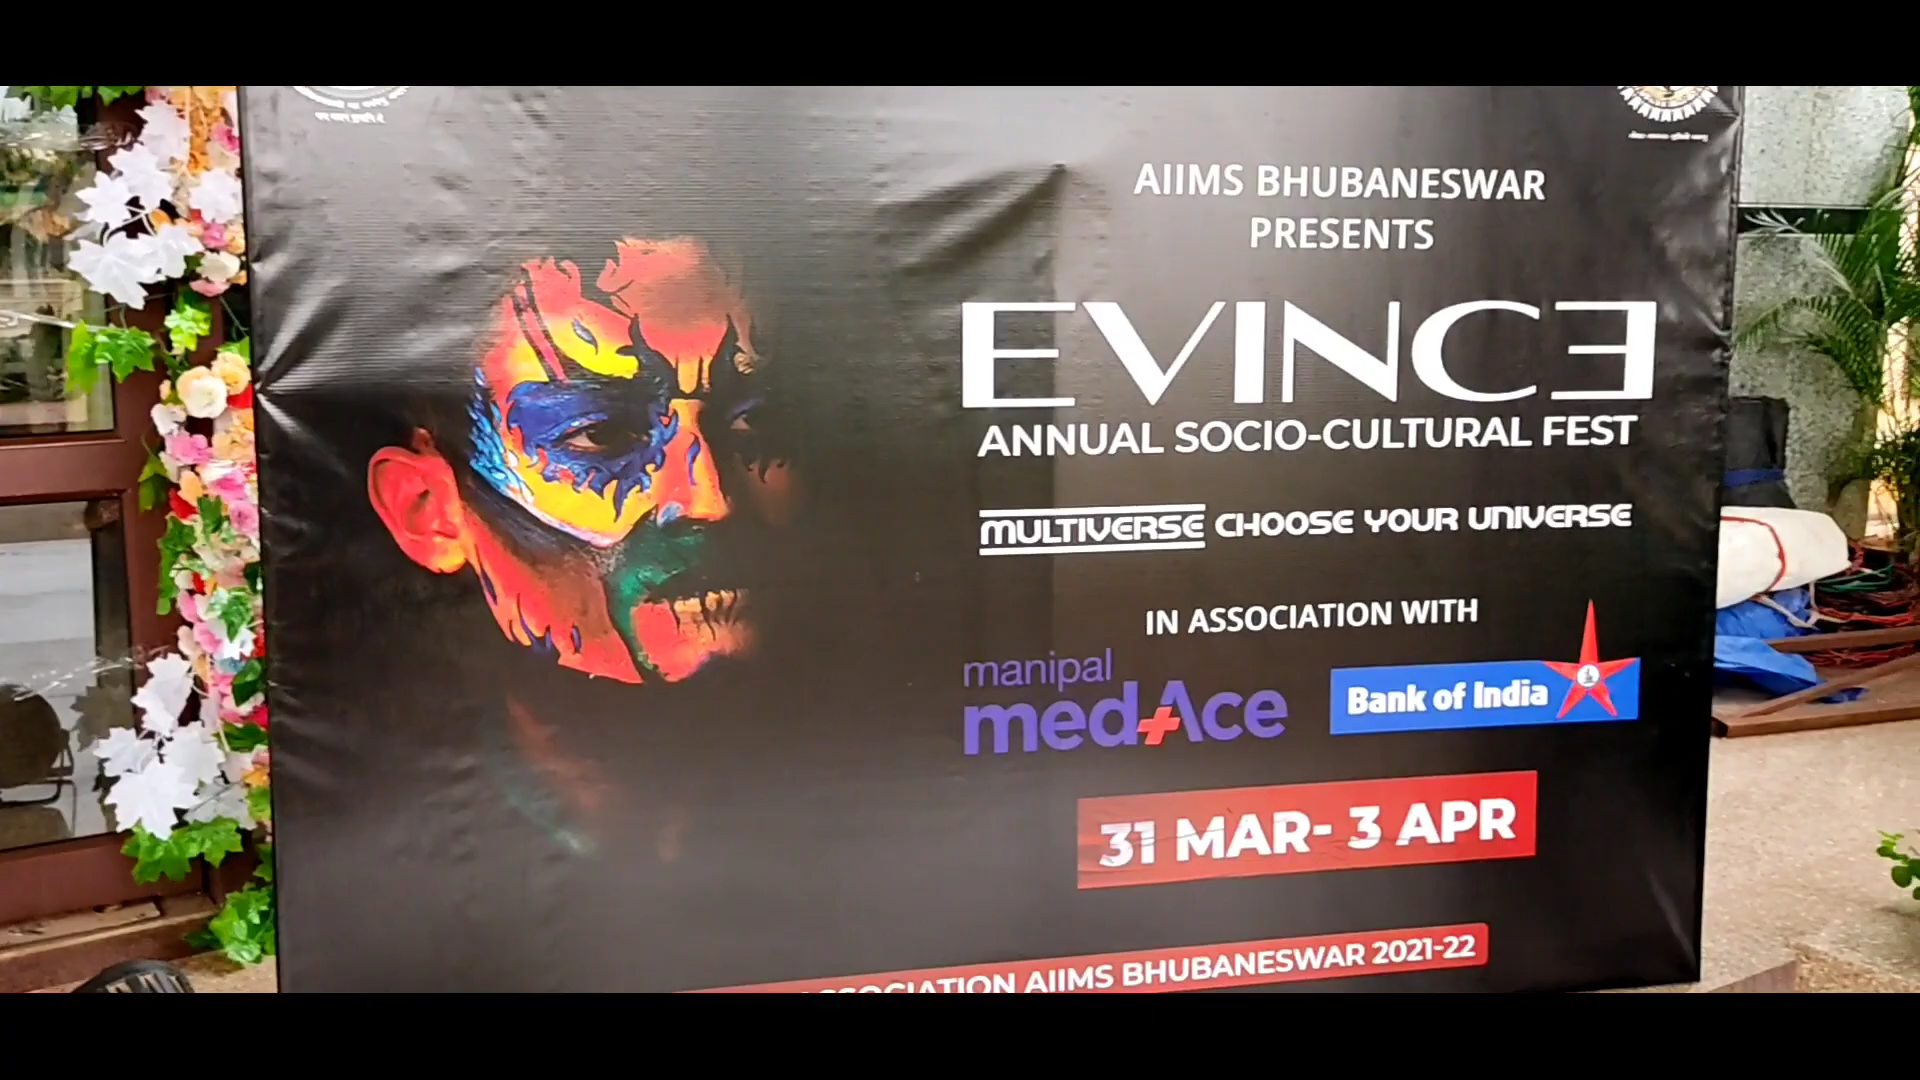 AIIMS BHUBANESWAR
PRESENTS
EVINCE
ANNUAL SOCIO-CULTURAL FEST
MULTIVERSE CHOOSE YOUR UNIVERSE
IN ASSOCIATION WITH
manipal
medAce
Bank of India
31 MAR- 3 APR
AIIMS BHUBANESWAR 2021-22